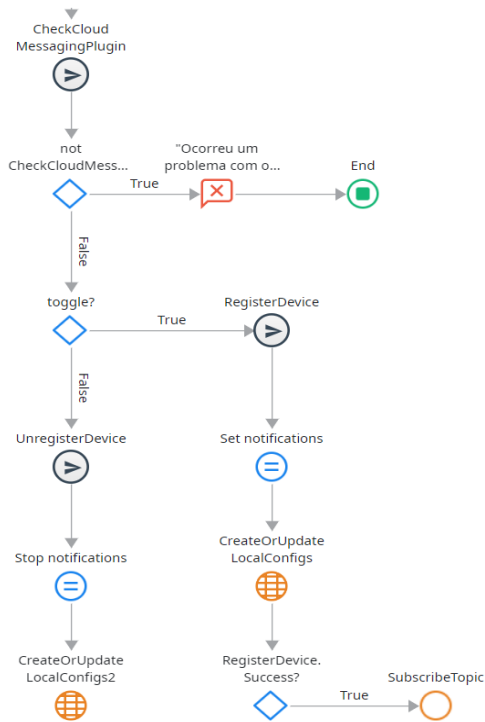 CheckCloud
MessagingPlugin
not
CheckCloudMess...
True
"Ocorreu um
problema com o...
End
False
toggle?
True
RegisterDevice
False
UnregisterDevice
Set notifications
Stop notifications
CreateOrUpdate
LocalConfigs
CreateOrUpdate
LocalConfigs2
RegisterDevice.
Success?
True
SubscribeTopic